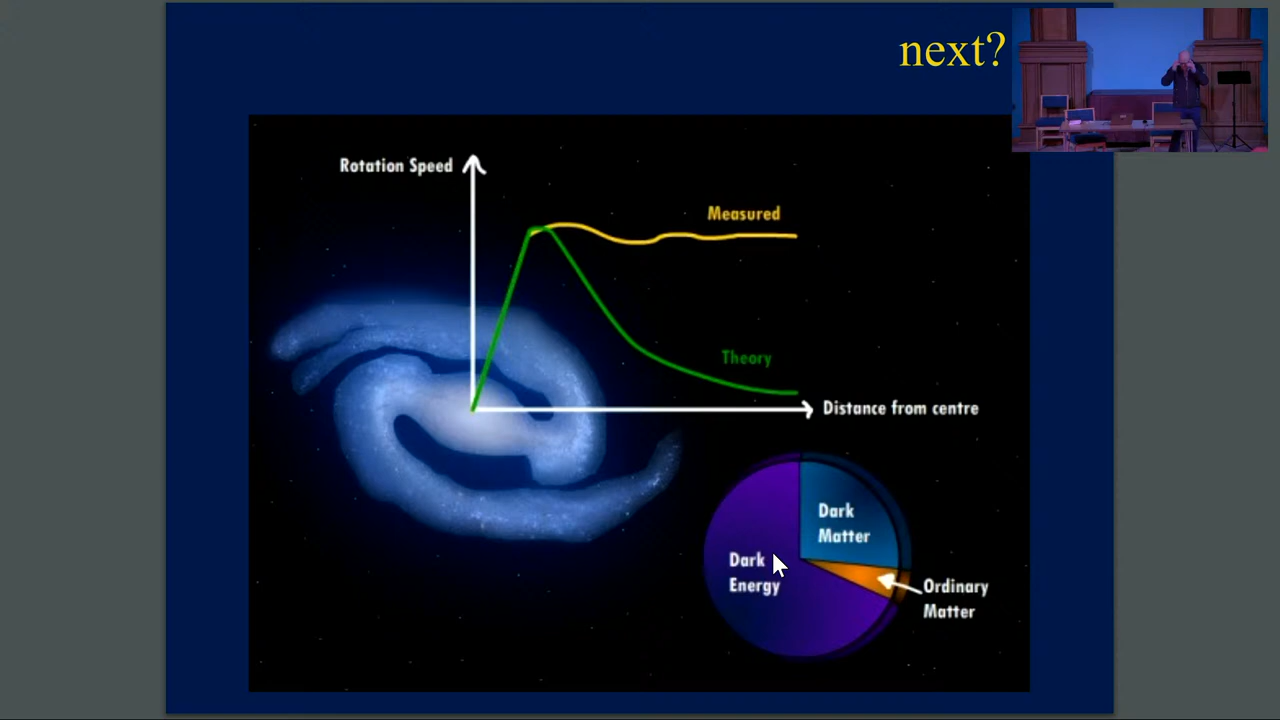 next?
Rotation Speed
Measured
Theory
Distance from centre
Dark
Matter
Dark
Energy
Ordinary
Matter